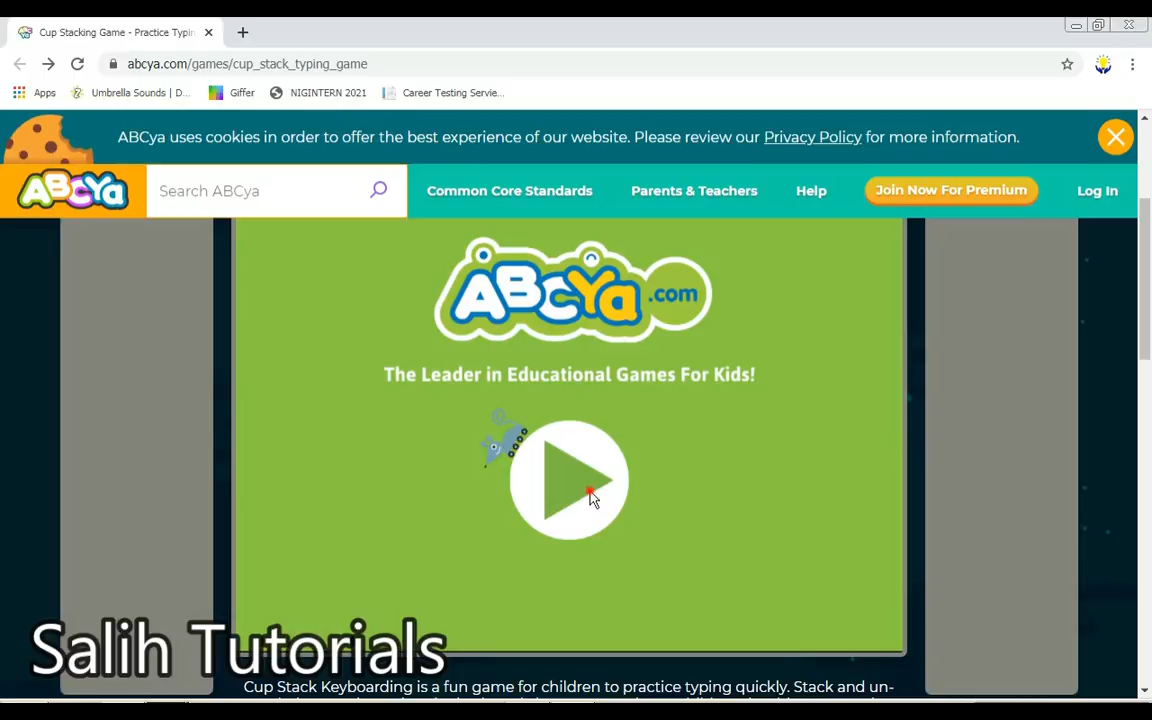 Cup Stacking Game - Practice Typin
abcya.com/games/cup_stack_typing_game
Apps
Umbrella Sounds | D...
Giffer
NIGINTERN 2021
Career Testing Servie...
ABCya uses cookies in order to offer the best experience of our website. Please review our Privacy Policy for more information.
ABCYa
Search ABCya
Common Core Standards
Parents & Teachers
Help
Join Now For Premium
Log In
ABCYa.com
The Leader in Educational Games For Kids!
Salih Tutorials
Cup Stack Keyboarding is a fun game for children to practice typing quickly. Stack and un-